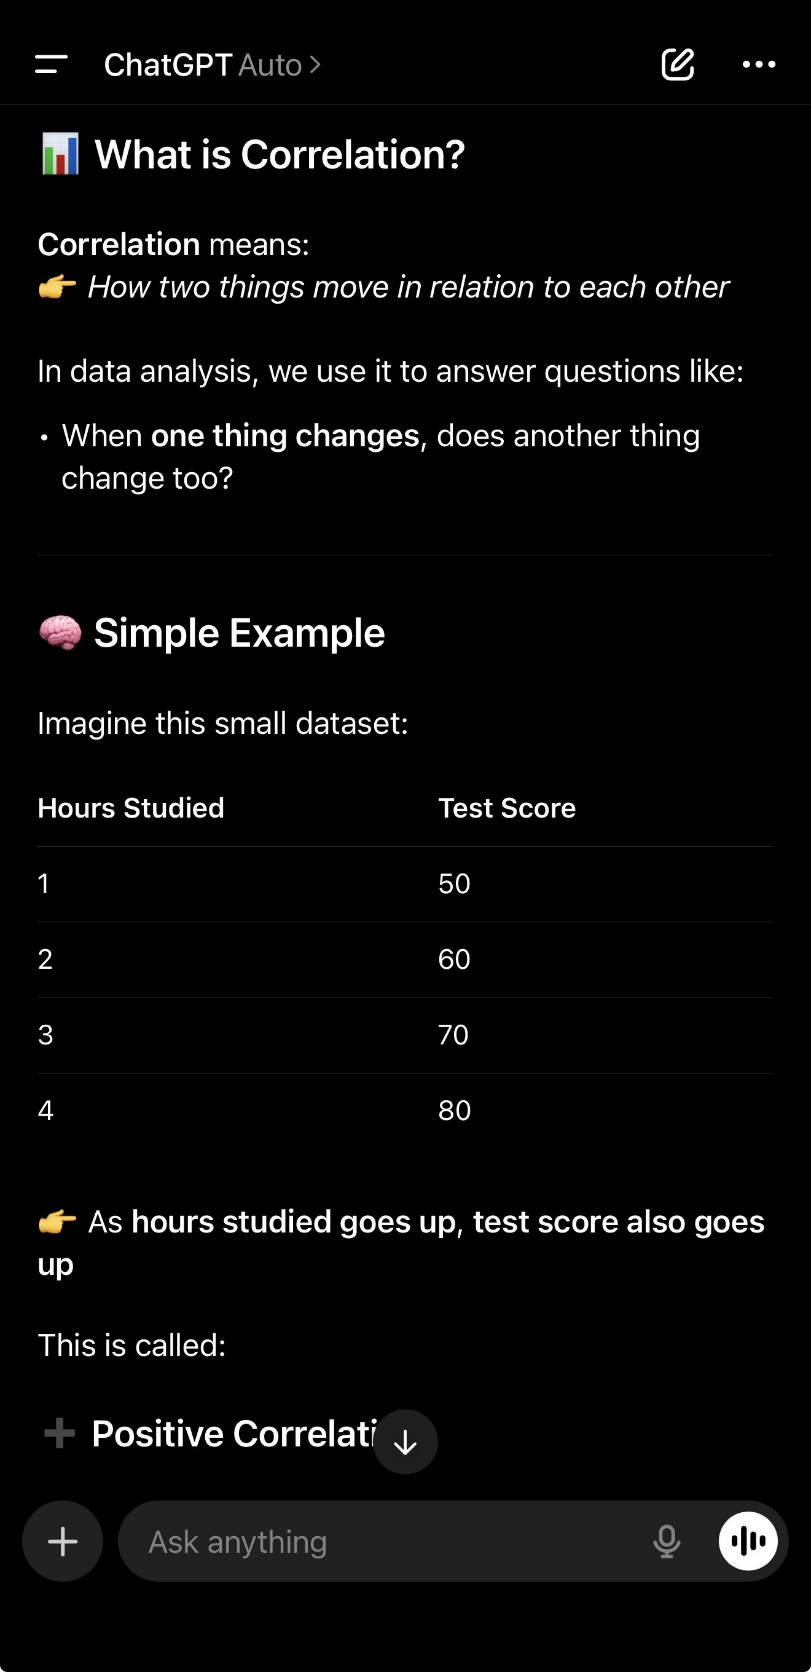 ChatGPT Auto >
📊 What is Correlation?
Correlation means:
👉 How two things move in relation to each other
In data analysis, we use it to answer questions like:
• When one thing changes, does another thing
change too?
🧠 Simple Example
Imagine this small dataset:
Hours Studied Test Score
1 50
2 60
3 70
4 80
👉 As hours studied goes up, test score also goes
up
This is called:
➕ Positive Correlati
Ask anything